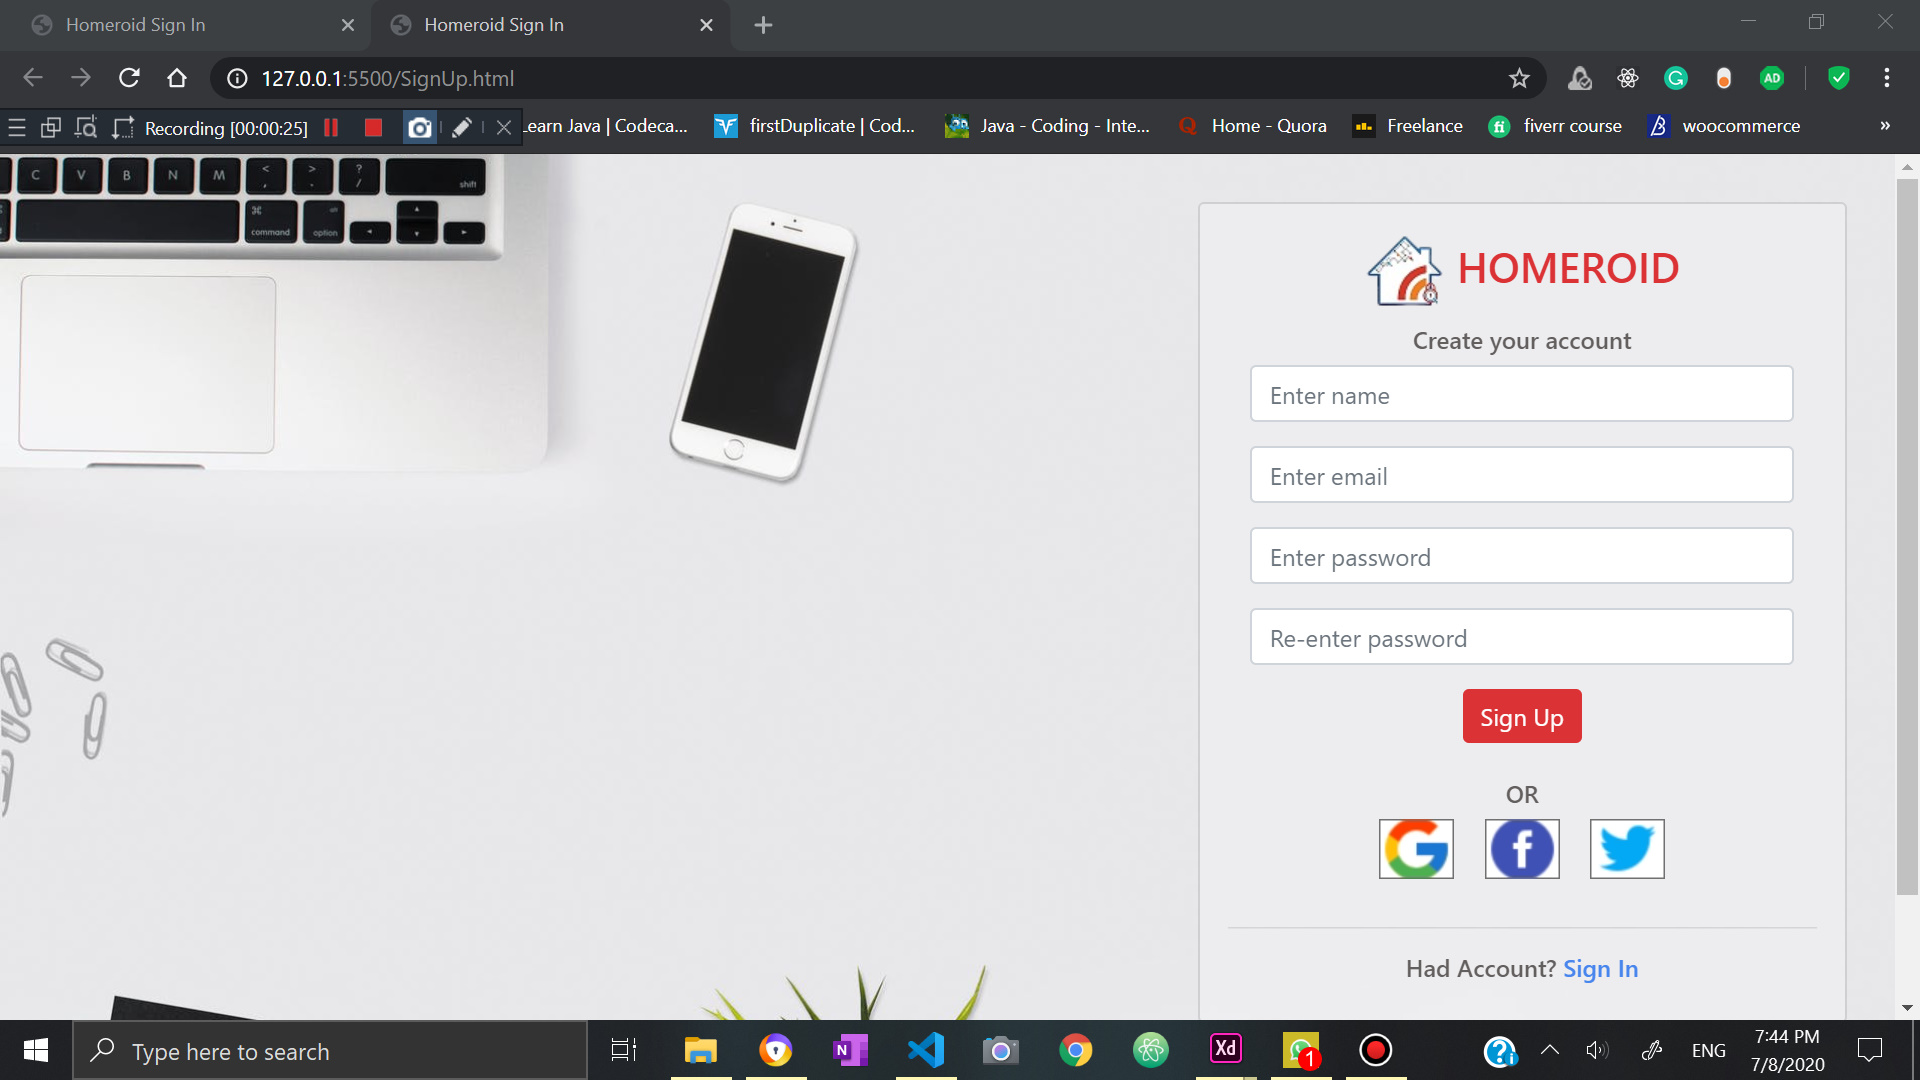 Homeroid Sign In
Homeroid Sign In
127.0.0.1:5500/SignUp.html
Recording [00:00:25]
Learn Java | Codeca...
firstDuplicate | Cod...
Java - Coding - Inte...
Home - Quora
Freelance
fiverr course
woocommerce
»
C V B N M < , > . ? / shift
command option
HOMEROID
Create your account
Enter name
Enter email
Enter password
Re-enter password
Sign Up
OR
Had Account? Sign In
Type here to search
Xd
1
ENG
7:44 PM
7/8/2020